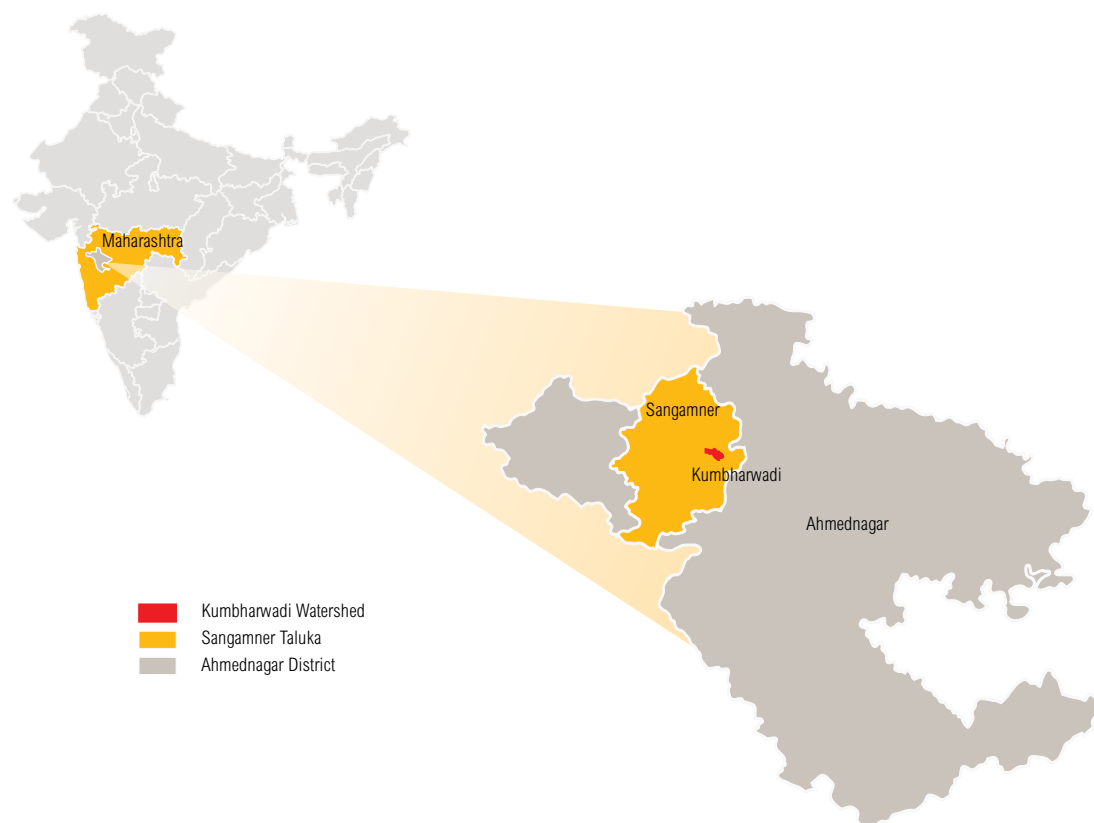 Maharashtra
Sangamner
Kumbharwadi
Ahmednagar
Kumbharwadi Watershed
Sangamner Taluka
Ahmednagar District